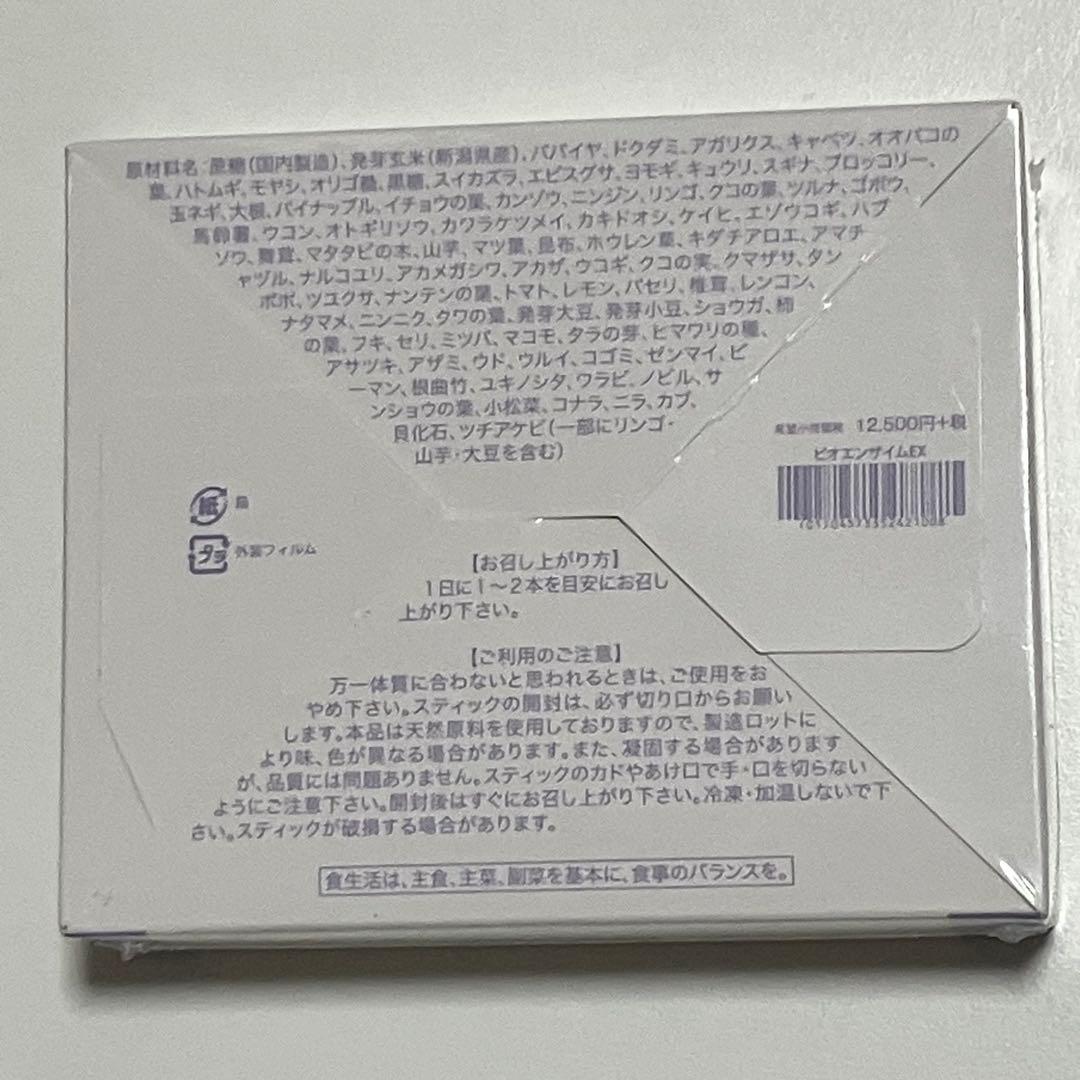 原材料名:蔗糖(国内製造)、発芽玄米(新潟県産)、パパイヤ、ドクダミ、アガリクス、キャベツ、オオバコの
葉、ハトムギ、モヤシ、オリゴ糖、黒糖、スイカズラ、エビスグサ、ヨモギ、キュウリ、スギナ、ブロッコリー、
玉ネギ、大根、パイナップル、イチョウの葉、カンゾウ、ニンジン、リンゴ、クコの葉、ツルナ、ゴボウ、
馬鈴薯、ウコン、オトギリソウ、カワラケツメイ、カキドオシ、ケイヒ、エゾウコギ、ハブ
ソウ、舞茸、マタタビの木、山芋、マツ葉、昆布、ホウレン草、キダチアロエ、アマチ
ャヅル、ナルコユリ、アカメガシワ、アカザ、ウコギ、クコの実、クマザサ、タン
ポポ、ツユクサ、ナンテンの葉、トマト、レモン、パセリ、椎茸、レンコン、
ナタマメ、ニンニク、クワの葉、発芽大豆、発芽小豆、ショウガ、柿
の葉、フキ、セリ、ミツバ、マコモ、タラの芽、ヒマワリの種、
アサツキ、アザミ、ウド、ウルイ、コゴミ、ゼンマイ、ピ
ーマン、根曲竹、ユキノシタ、ワラビ、ノビル、サ
ンショウの葉、小松菜、コナラ、ニラ、カブ、
貝化石、ツチアケビ(一部にリンゴ・
山芋・大豆を含む)
希望小売価格 12,500円+税
ビオエンザイムEX
紙 箱
プラ 外装フィルム
【お召し上がり方】
1日に1〜2本を目安にお召し
上がり下さい。
【ご利用のご注意】
万一体質に合わないと思われるときは、ご使用をお
やめ下さい。スティックの開封は、必ず切り口からお願い
します。本品は天然原料を使用しておりますので、製造ロットに
より味、色が異なる場合があります。また、凝固する場合があります
が、品質には問題ありません。スティックのカドやあけ口で手・口を切らない
ようにご注意下さい。開封後はすぐにお召し上がり下さい。冷凍・加温しないで下
さい。スティックが破損する場合があります。
食生活は、主食、主菜、副菜を基本に、食事のバランスを。